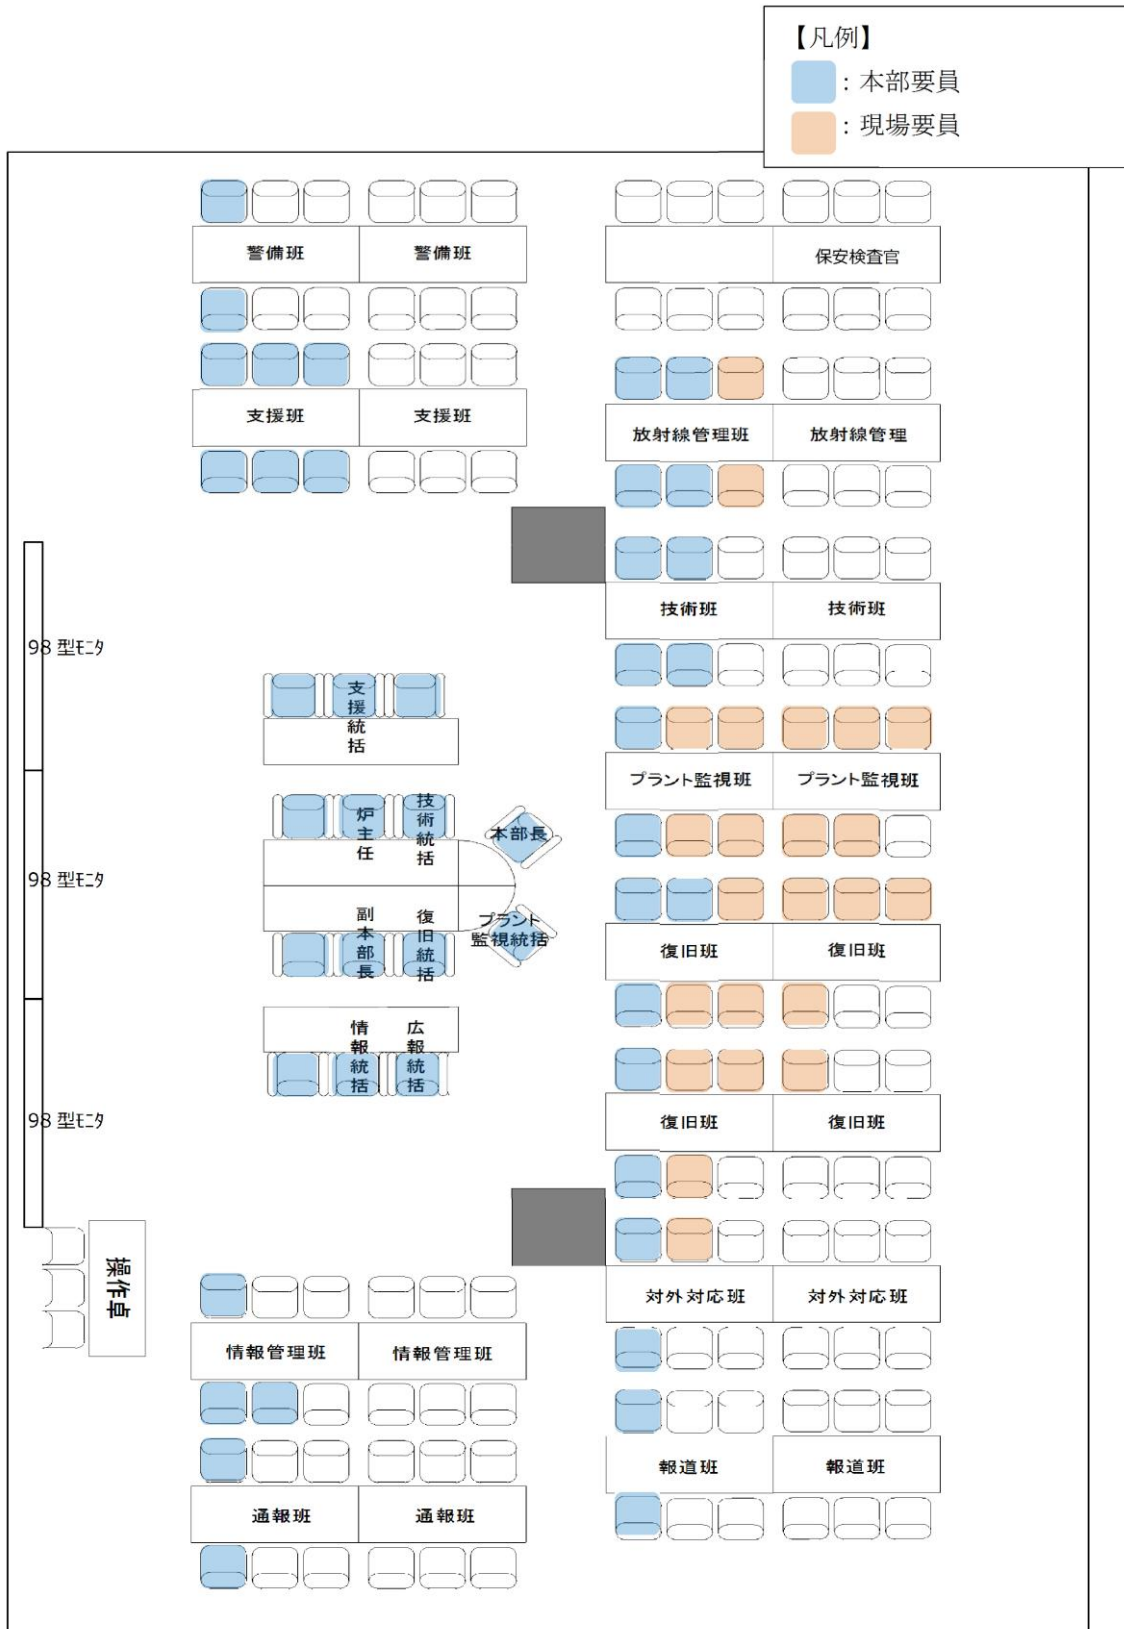 【凡例】
：本部要員
：現場要員
警備班
警備班
保安検査官
支援班
支援班
放射線管理班
放射線管理
技術班
技術班
98 型ﾓﾆﾀ
支援統括
プラント監視班
プラント監視班
炉主任
技術統括
本部長
98 型ﾓﾆﾀ
副本部長
復旧統括
プラント
監視統括
復旧班
復旧班
情報統括
広報統括
98 型ﾓﾆﾀ
復旧班
復旧班
操作卓
対外対応班
対外対応班
情報管理班
情報管理班
報道班
報道班
通報班
通報班